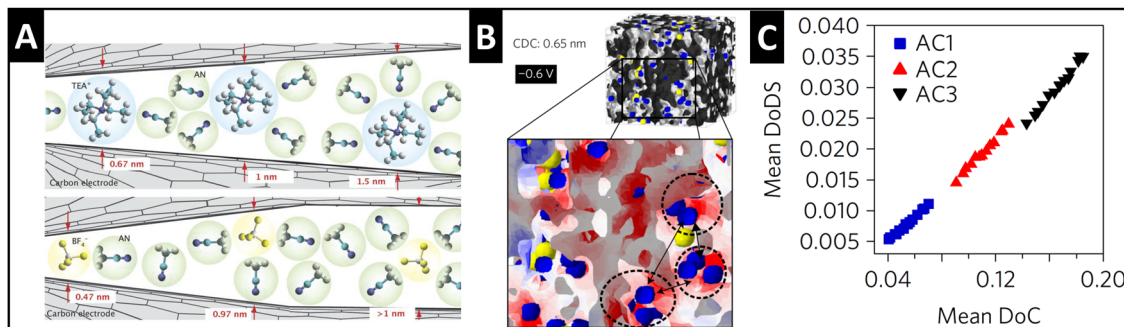 A
TEA+
AN
0.67 nm
1 nm
1.5 nm
Carbon electrode
BF4−
AN
0.47 nm
0.97 nm
>1 nm
Carbon electrode
B
CDC: 0.65 nm
−0.6 V
C
AC1
AC2
AC3
Mean DoDS
0.040
0.035
0.030
0.025
0.020
0.015
0.010
0.005
0.04
0.12
0.20
Mean DoC